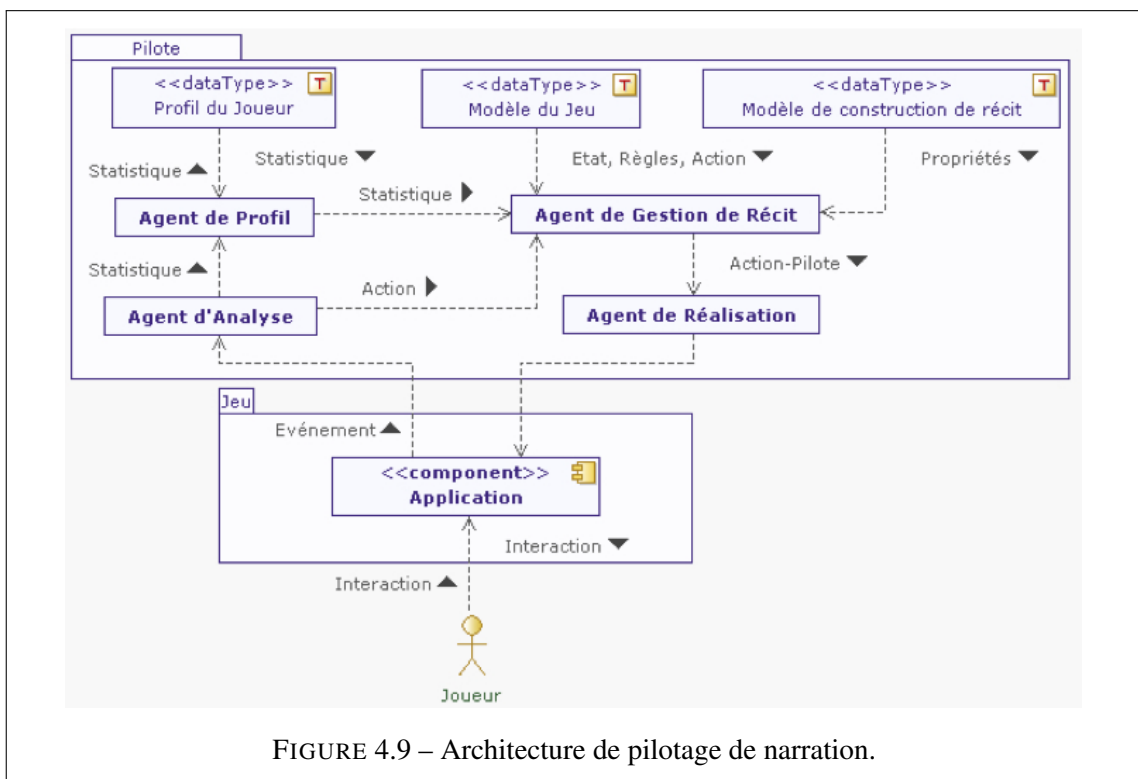 Pilote
<<dataType>> T
Profil du Joueur
<<dataType>> T
Modèle du Jeu
<<dataType>> T
Modèle de construction de récit
Statistique
Statistique
Etat, Règles, Action
Propriétés
Statistique
Agent de Profil
Agent de Gestion de Récit
Statistique
Action
Action-Pilote
Agent d'Analyse
Agent de Réalisation
Jeu
Evénement
<<component>>
Application
Interaction
Interaction
Joueur
FIGURE 4.9 – Architecture de pilotage de narration.